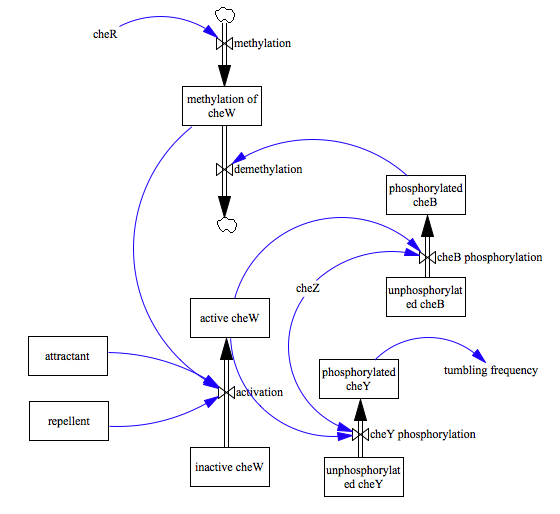 cheR
methylation
methylation of
cheW
demethylation
phosphorylated
cheB
cheB phosphorylation
cheZ
unphosphorylat
ed cheB
active cheW
attractant
phosphorylated
cheY
tumbling frequency
activation
repellent
cheY phosphorylation
inactive cheW
unphosphorylat
ed cheY